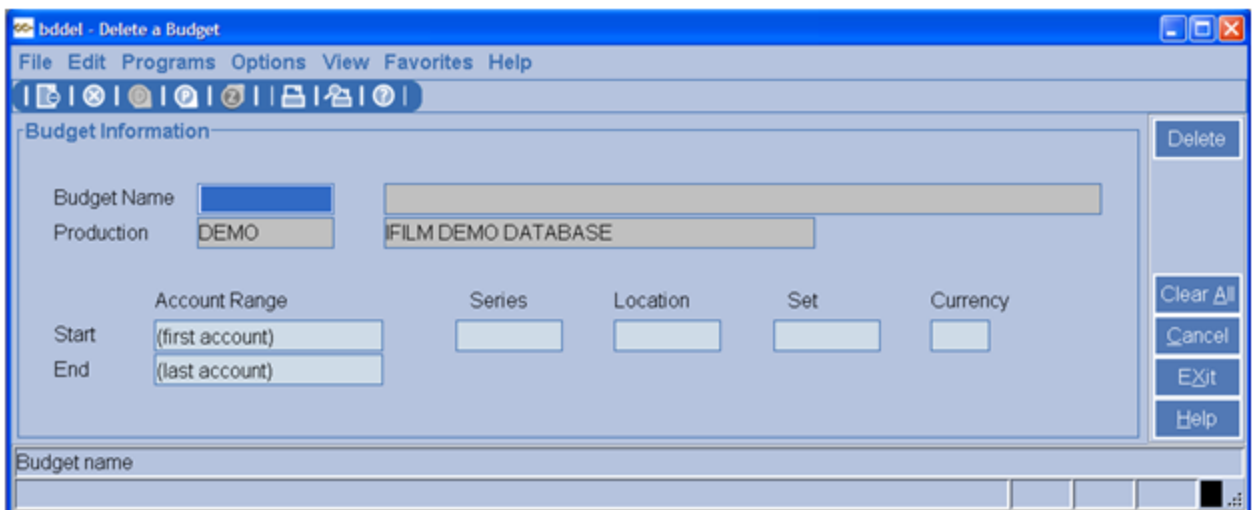 bddel - Delete a Budget
File Edit Programs Options View Favorites Help
Budget Information
Delete
Budget Name
Production DEMO IFILM DEMO DATABASE
Account Range Series Location Set Currency
Clear All
Start (first account)
Cancel
End (last account)
EXit
Help
Budget name